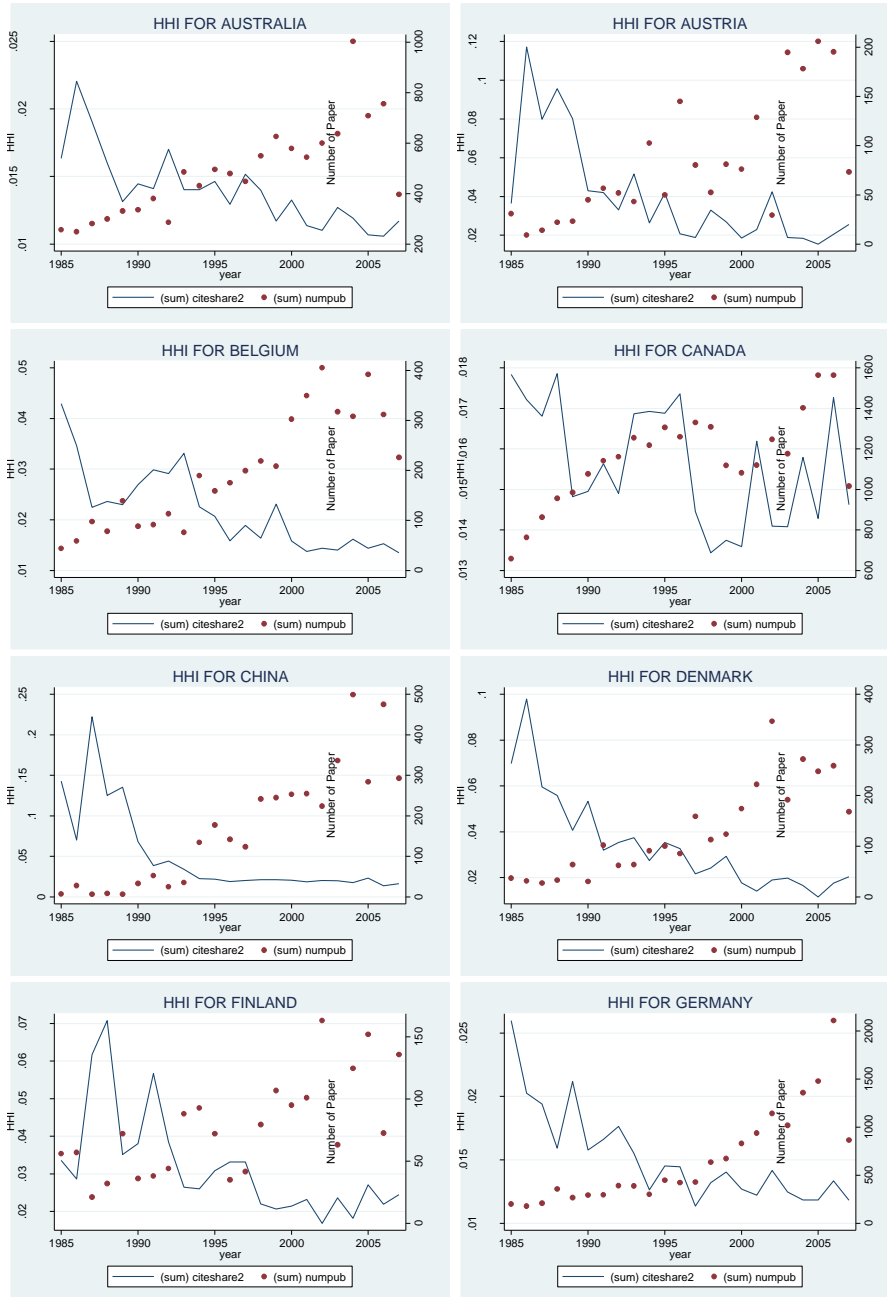 HHI FOR AUSTRALIA
.025
.02
.015
.01
HHI
1000
800
600
400
200
Number of Paper
1985 1990 1995 2000 2005
year
(sum) citeshare2 (sum) numpub
HHI FOR AUSTRIA
.12
.1
.08
.06
.04
.02
HHI
200
150
100
50
0
Number of Paper
1985 1990 1995 2000 2005
year
(sum) citeshare2 (sum) numpub
HHI FOR BELGIUM
.05
.04
.03
.02
.01
HHI
400
300
200
100
0
Number of Paper
1985 1990 1995 2000 2005
year
(sum) citeshare2 (sum) numpub
HHI FOR CANADA
.018
.017
.016
.015
.014
.013
HHI
1600
1400
1200
1000
800
600
Number of Paper
1985 1990 1995 2000 2005
year
(sum) citeshare2 (sum) numpub
HHI FOR CHINA
.25
.2
.15
.1
.05
0
HHI
500
400
300
200
100
0
Number of Paper
1985 1990 1995 2000 2005
year
(sum) citeshare2 (sum) numpub
HHI FOR DENMARK
.1
.08
.06
.04
.02
HHI
400
300
200
100
0
Number of Paper
1985 1990 1995 2000 2005
year
(sum) citeshare2 (sum) numpub
HHI FOR FINLAND
.07
.06
.05
.04
.03
.02
HHI
150
100
50
0
Number of Paper
1985 1990 1995 2000 2005
year
(sum) citeshare2 (sum) numpub
HHI FOR GERMANY
.025
.02
.015
.01
HHI
2000
1500
1000
500
0
Number of Paper
1985 1990 1995 2000 2005
year
(sum) citeshare2 (sum) numpub